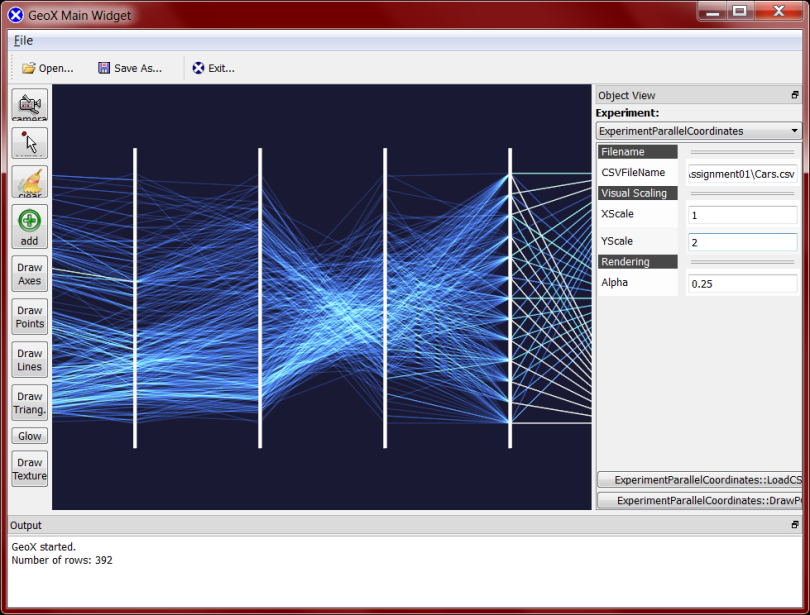 GeoX Main Widget
File
Open...
Save As...
Exit...
camera
clear
add
Draw
Axes
Draw
Points
Draw
Lines
Draw
Triang.
Glow
Draw
Texture
Object View
Experiment:
ExperimentParallelCoordinates
Filename
CSVFileName
\ssignment01\Cars.csv
Visual Scaling
XScale
1
YScale
2
Rendering
Alpha
0.25
ExperimentParallelCoordinates::LoadCS
ExperimentParallelCoordinates::DrawP
Output
GeoX started.
Number of rows: 392